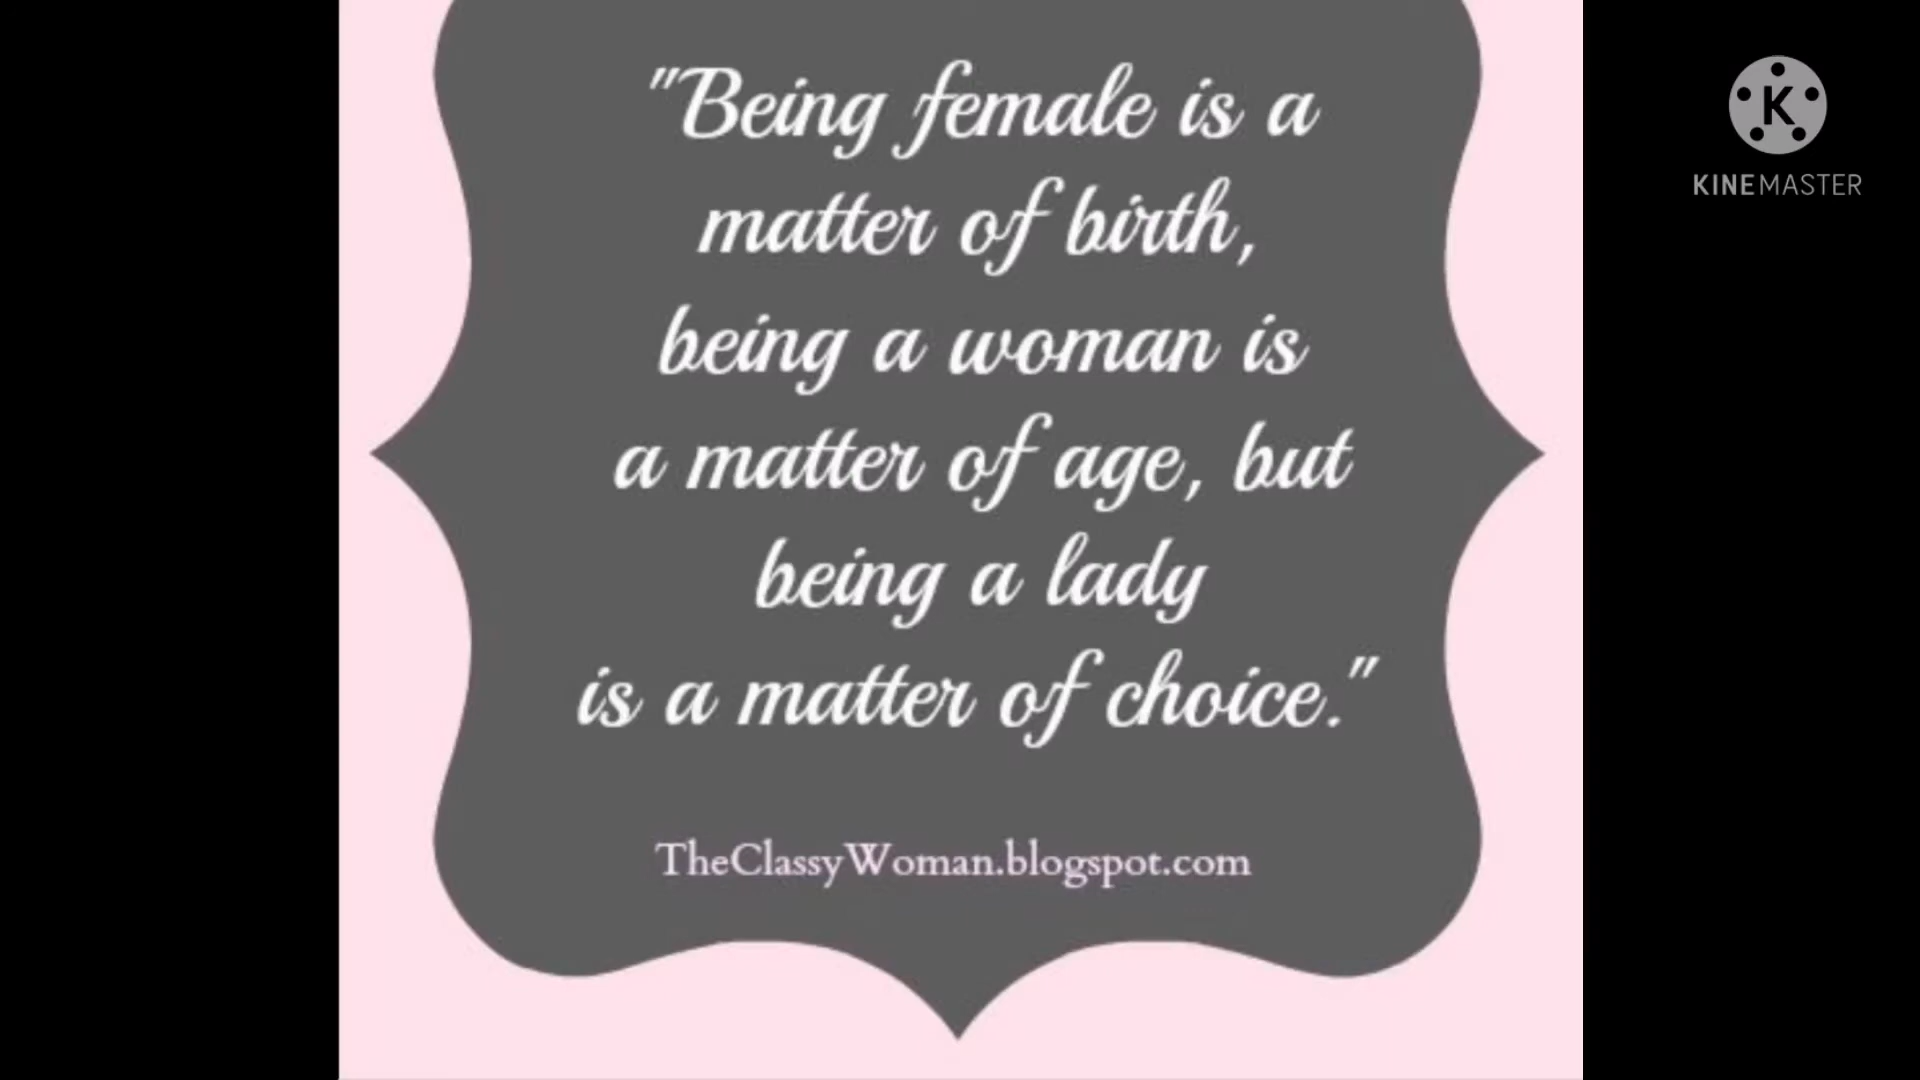 "Being female is a
matter of birth,
being a woman is
a matter of age, but
being a lady
is a matter of choice."
TheClassyWoman.blogspot.com
K
KINEMASTER